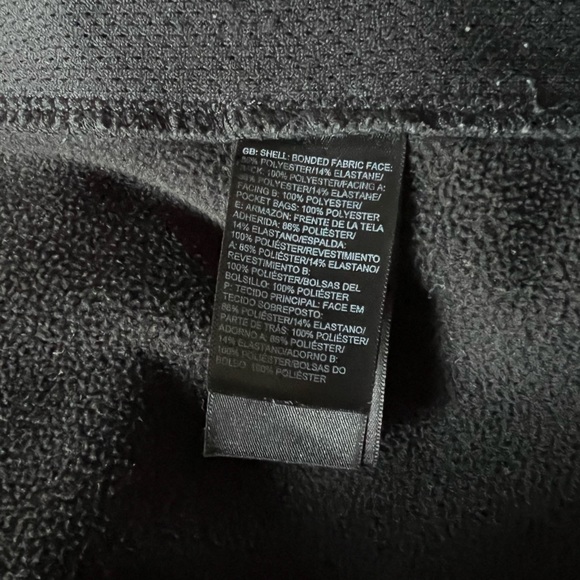 GB: SHELL: BONDED FABRIC FACE:
86% POLYESTER/14% ELASTANE/
BACK: 100% POLYESTER/FACING A:
86% POLYESTER/14% ELASTANE/
FACING B: 100% POLYESTER/
POCKET BAGS: 100% POLYESTER
E: ARMAZÓN: FRENTE DE LA TELA
ADHERIDA: 86% POLIÉSTER/
14% ELASTANO/ESPALDA:
100% POLIÉSTER/REVESTIMIENTO
A: 86% POLIÉSTER/14% ELASTANO/
REVESTIMIENTO B:
100% POLIÉSTER/BOLSAS DEL
BOLSILLO: 100% POLIÉSTER
P: TECIDO PRINCIPAL: FACE EM
TECIDO SOBREPOSTO:
86% POLIÉSTER/14% ELASTANO/
PARTE DE TRÁS: 100% POLIÉSTER/
ADORNO A: 86% POLIÉSTER/
14% ELASTANO/ADORNO B:
100% POLIÉSTER/BOLSAS DO
BOLSO: 100% POLIÉSTER